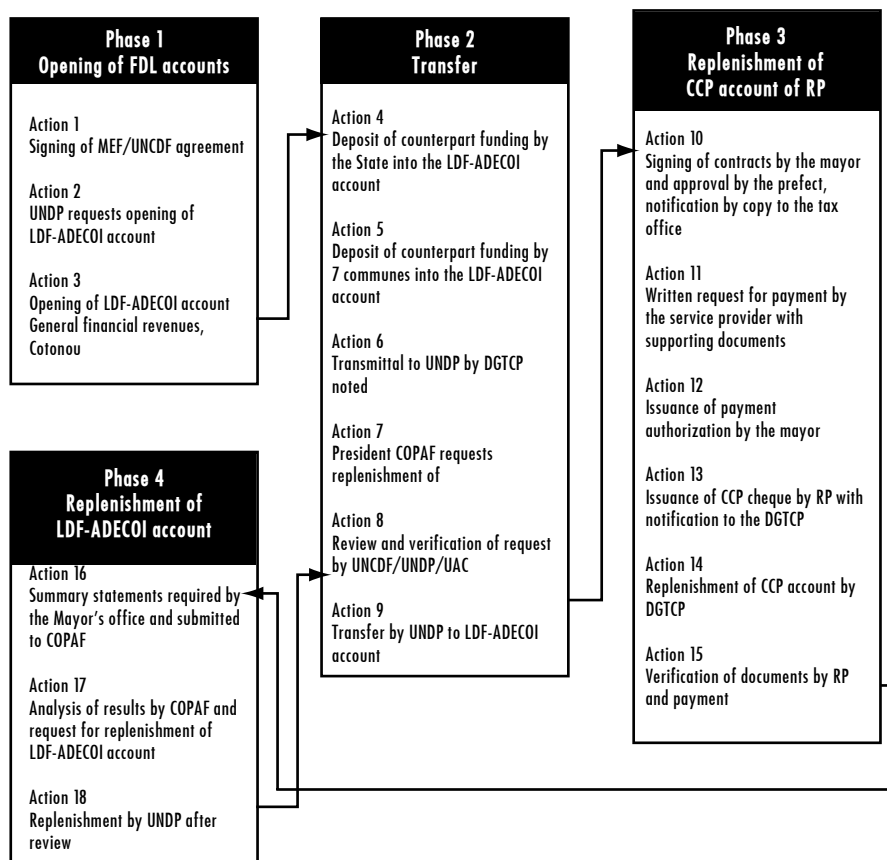 Phase 1
Opening of FDL accounts
Action 1
Signing of MEF/UNCDF agreement
Action 2
UNDP requests opening of
LDF-ADECOI account
Action 3
Opening of LDF-ADECOI account
General financial revenues,
Cotonou
Phase 2
Transfer
Action 4
Deposit of counterpart funding by
the State into the LDF-ADECOI
account
Action 5
Deposit of counterpart funding by
7 communes into the LDF-ADECOI
account
Action 6
Transmittal to UNDP by DGTCP
noted
Action 7
President COPAF requests
replenishment of
Action 8
Review and verification of request
by UNCDF/UNDP/UAC
Action 9
Transfer by UNDP to LDF-ADECOI
account
Phase 3
Replenishment of
CCP account of RP
Action 10
Signing of contracts by the mayor
and approval by the prefect,
notification by copy to the tax
office
Action 11
Written request for payment by
the service provider with
supporting documents
Action 12
Issuance of payment
authorization by the mayor
Action 13
Issuance of CCP cheque by RP with
notification to the DGTCP
Action 14
Replenishment of CCP account by
DGTCP
Action 15
Verification of documents by RP
and payment
Phase 4
Replenishment of
LDF-ADECOI account
Action 16
Summary statements required by
the Mayor's office and submitted
to COPAF
Action 17
Analysis of results by COPAF and
request for replenishment of
LDF-ADECOI account
Action 18
Replenishment by UNDP after
review